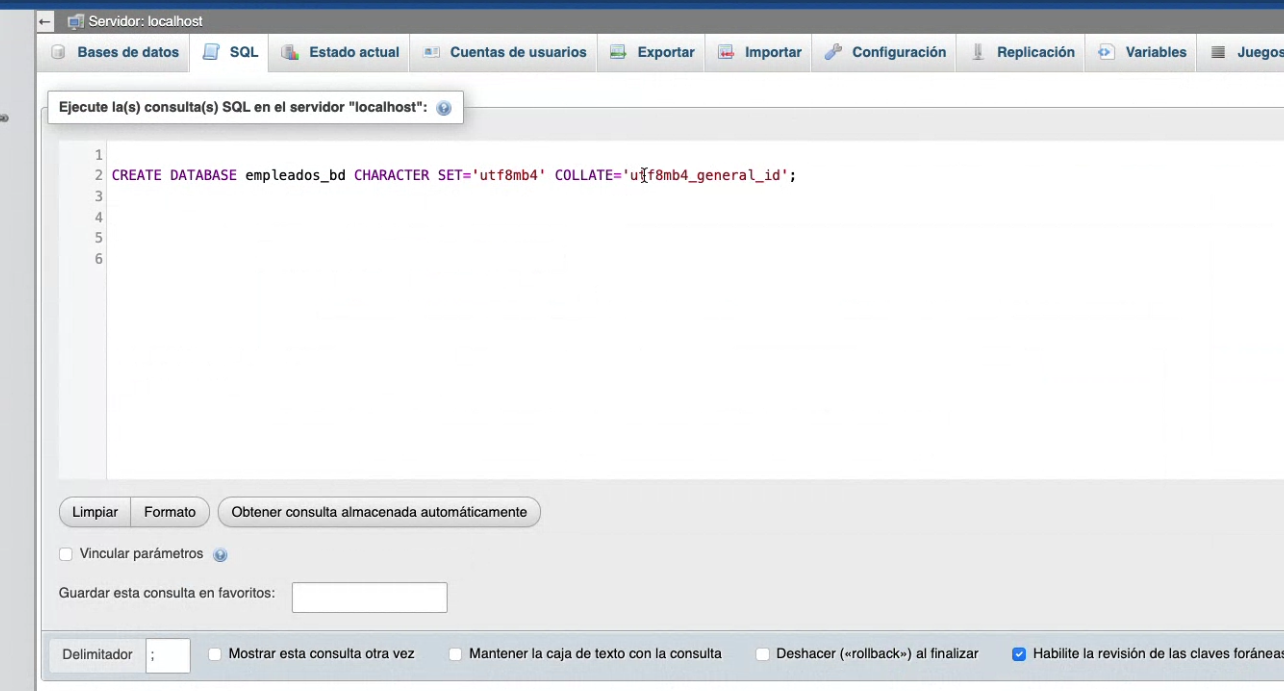 Servidor: localhost
Bases de datos SQL Estado actual Cuentas de usuarios Exportar Importar Configuración Replicación Variables Juegos
Ejecute la(s) consulta(s) SQL en el servidor "localhost":
1
2 CREATE DATABASE empleados_bd CHARACTER SET='utf8mb4' COLLATE='utf8mb4_general_id';
3
4
5
6
Limpiar Formato Obtener consulta almacenada automáticamente
Vincular parámetros
Guardar esta consulta en favoritos:
Delimitador ; Mostrar esta consulta otra vez Mantener la caja de texto con la consulta Deshacer («rollback») al finalizar Habilite la revisión de las claves foráneas